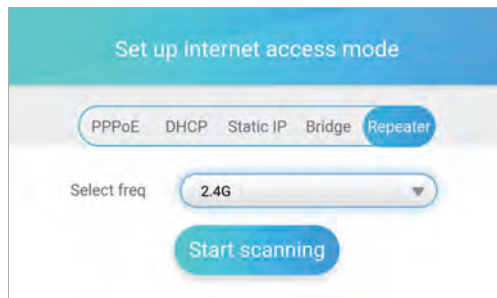 Set up internet access mode
PPPoE DHCP Static IP Bridge Repeater
Select freq 2.4G
Start scanning